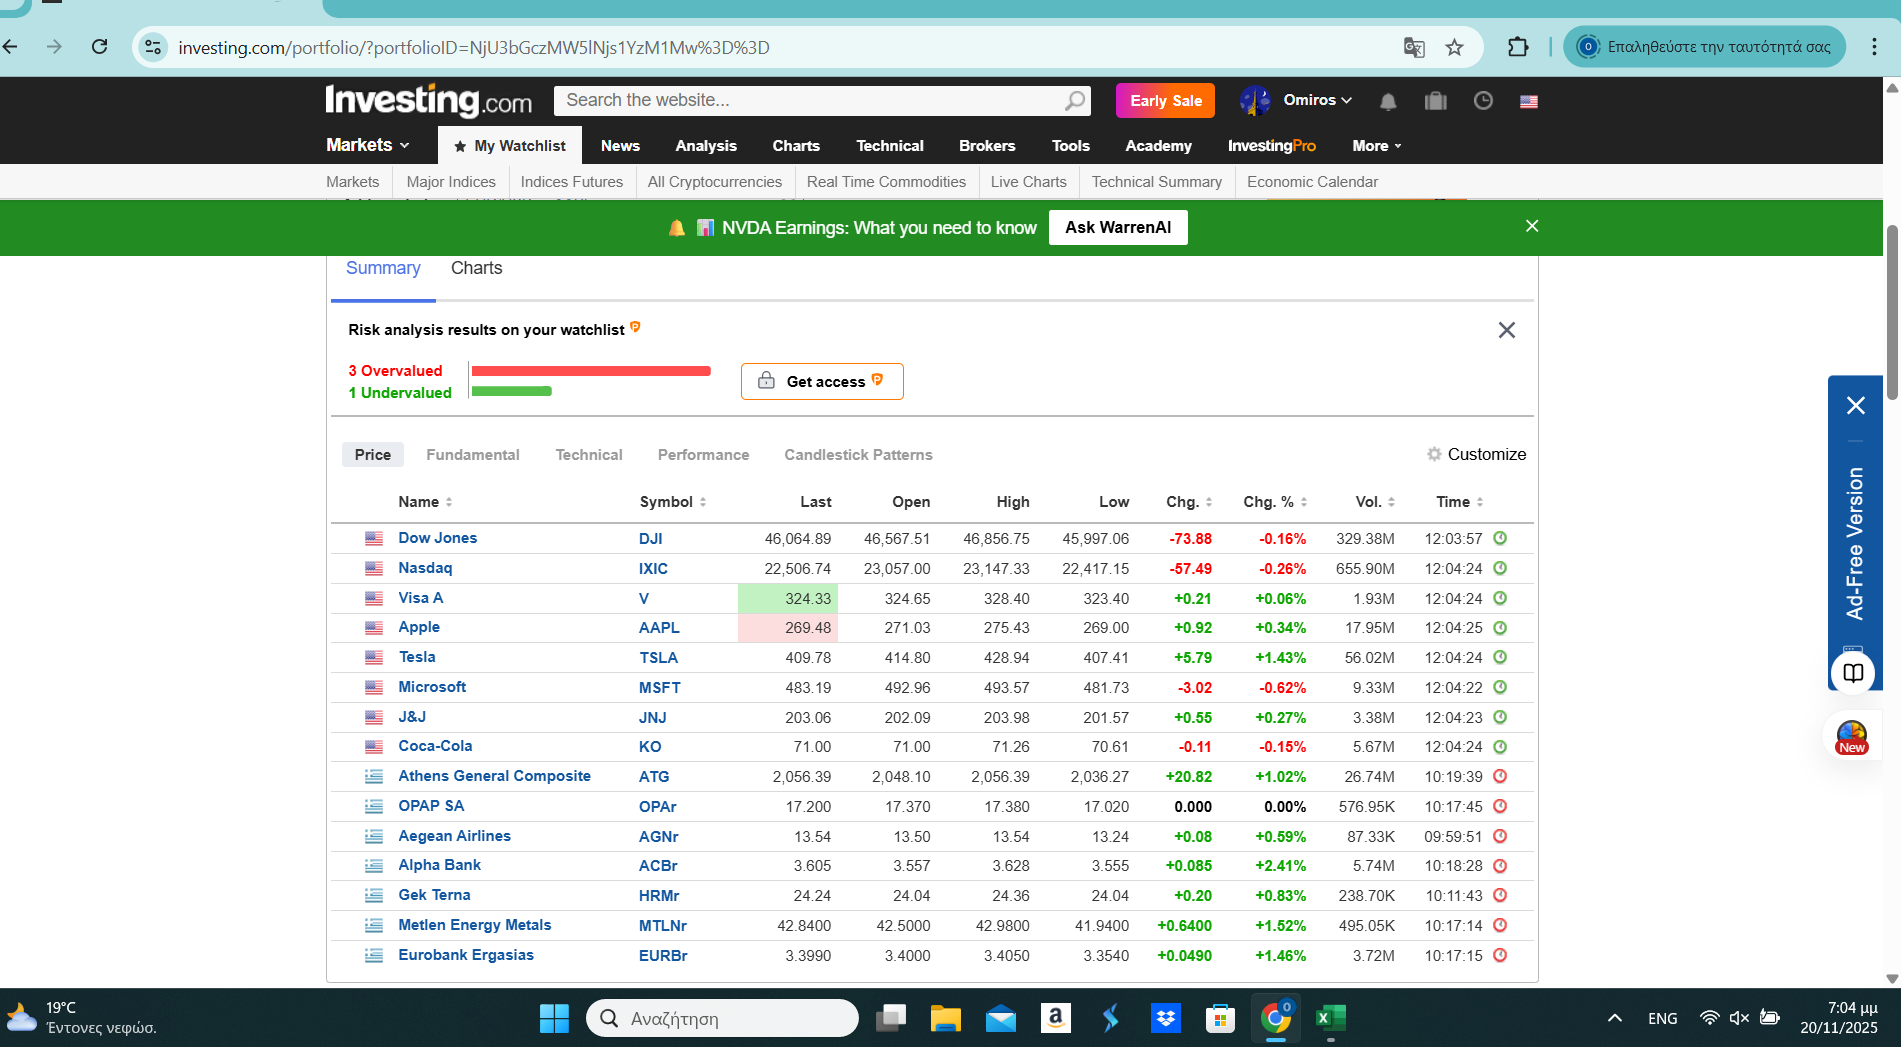 investing.com/portfolio/?portfolioID=NjU3bGczMW5lNjs1YzM1Mw%3D%3D
Επαληθεύστε την ταυτότητά σας
Investing.com
Search the website...
Early Sale
Omiros
Markets
My Watchlist
News
Analysis
Charts
Technical
Brokers
Tools
Academy
InvestingPro
More
Markets
Major Indices
Indices Futures
All Cryptocurrencies
Real Time Commodities
Live Charts
Technical Summary
Economic Calendar
NVDA Earnings: What you need to know
Ask WarrenAI
Summary
Charts
Risk analysis results on your watchlist
3 Overvalued
1 Undervalued
Get access
Price
Fundamental
Technical
Performance
Candlestick Patterns
Customize
Name Symbol Last Open High Low Chg. Chg. % Vol. Time
Dow Jones DJI 46,064.89 46,567.51 46,856.75 45,997.06 -73.88 -0.16% 329.38M 12:03:57
Nasdaq IXIC 22,506.74 23,057.00 23,147.33 22,417.15 -57.49 -0.26% 655.90M 12:04:24
Visa A V 324.33 324.65 328.40 323.40 +0.21 +0.06% 1.93M 12:04:24
Apple AAPL 269.48 271.03 275.43 269.00 +0.92 +0.34% 17.95M 12:04:25
Tesla TSLA 409.78 414.80 428.94 407.41 +5.79 +1.43% 56.02M 12:04:24
Microsoft MSFT 483.19 492.96 493.57 481.73 -3.02 -0.62% 9.33M 12:04:22
J&J JNJ 203.06 202.09 203.98 201.57 +0.55 +0.27% 3.38M 12:04:23
Coca-Cola KO 71.00 71.00 71.26 70.61 -0.11 -0.15% 5.67M 12:04:24
Athens General Composite ATG 2,056.39 2,048.10 2,056.39 2,036.27 +20.82 +1.02% 26.74M 10:19:39
OPAP SA OPAr 17.200 17.370 17.380 17.020 0.000 0.00% 576.95K 10:17:45
Aegean Airlines AGNr 13.54 13.50 13.54 13.24 +0.08 +0.59% 87.33K 09:59:51
Alpha Bank ACBr 3.605 3.557 3.628 3.555 +0.085 +2.41% 5.74M 10:18:28
Gek Terna HRMr 24.24 24.04 24.36 24.04 +0.20 +0.83% 238.70K 10:11:43
Metlen Energy Metals MTLNr 42.8400 42.5000 42.9800 41.9400 +0.6400 +1.52% 495.05K 10:17:14
Eurobank Ergasias EURBr 3.3990 3.4000 3.4050 3.3540 +0.0490 +1.46% 3.72M 10:17:15
Ad-Free Version
New
19°C
Έντονες νεφώσ.
Αναζήτηση
ENG
7:04 μμ
20/11/2025